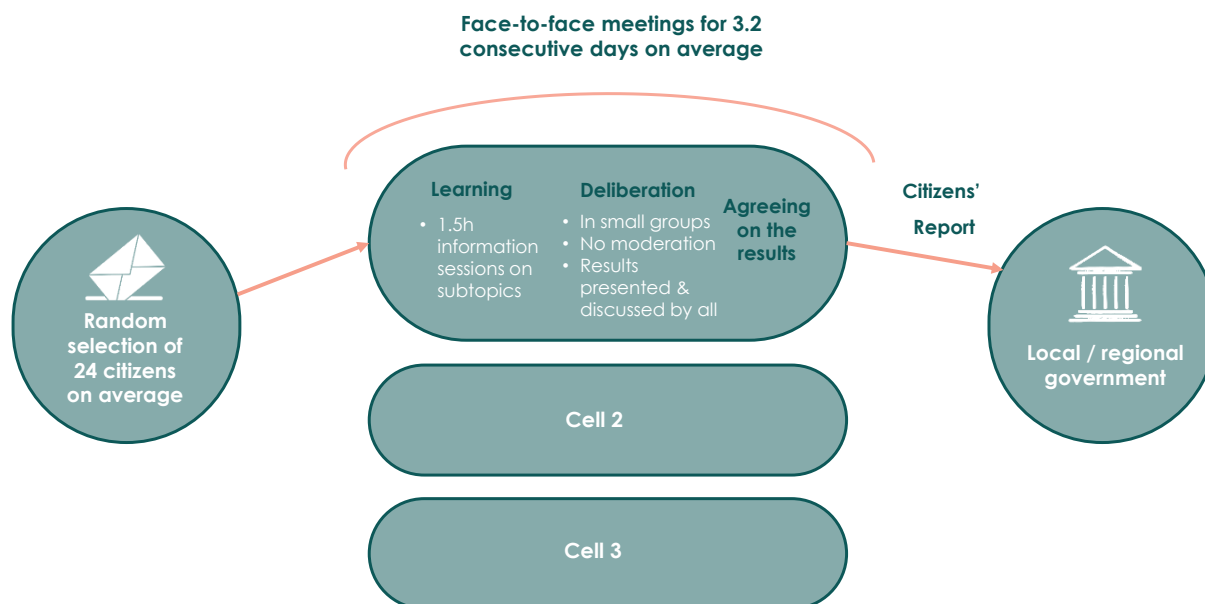 Face-to-face meetings for 3.2
consecutive days on average
Random
selection of
24 citizens
on average
Learning
• 1.5h
information
sessions on
subtopics
Deliberation
• In small groups
• No moderation
• Results
presented &
discussed by all
Agreeing
on the
results
Citizens’
Report
Local / regional
government
Cell 2
Cell 3